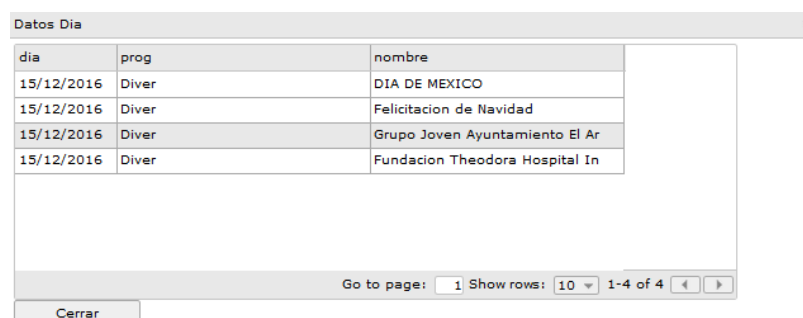 Datos Dia
dia prog nombre
15/12/2016 Diver DIA DE MEXICO
15/12/2016 Diver Felicitacion de Navidad
15/12/2016 Diver Grupo Joven Ayuntamiento El Ar
15/12/2016 Diver Fundacion Theodora Hospital In
Go to page: 1 Show rows: 10 1-4 of 4
Cerrar